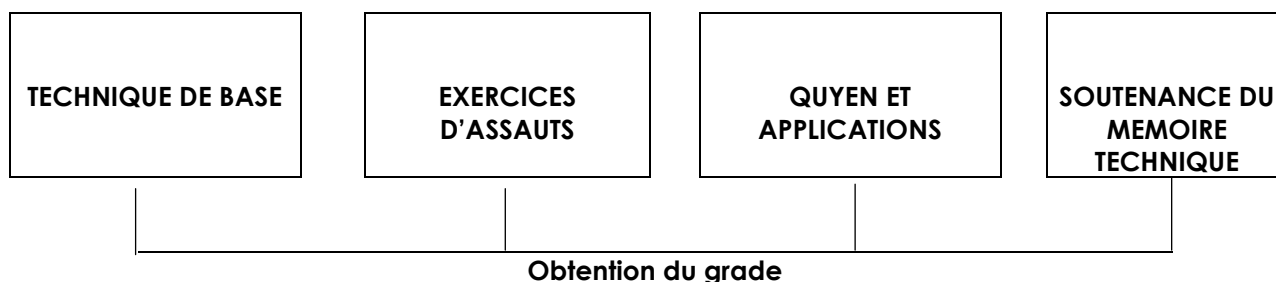 TECHNIQUE DE BASE
EXERCICES
D’ASSAUTS
QUYEN ET
APPLICATIONS
SOUTENANCE DU
MEMOIRE
TECHNIQUE
Obtention du grade